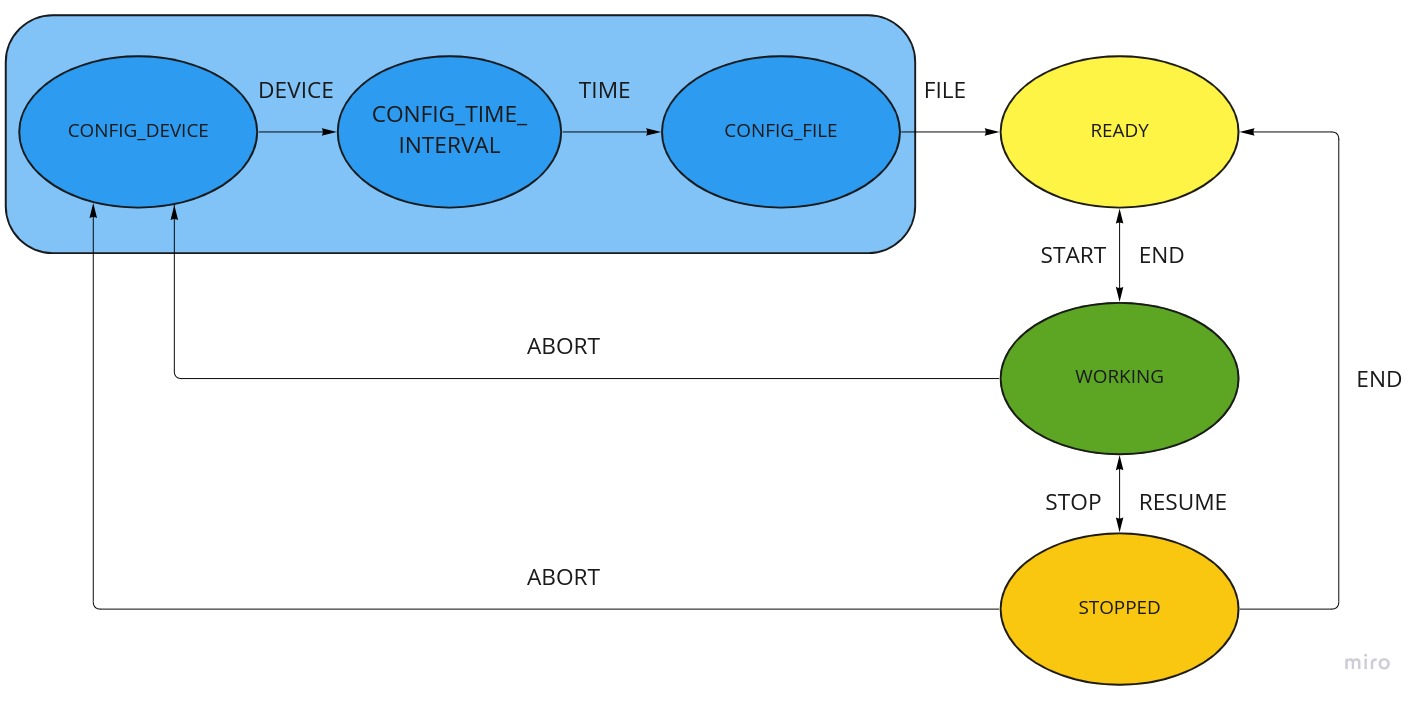 DEVICE
TIME
FILE
CONFIG_DEVICE
CONFIG_TIME_
INTERVAL
CONFIG_FILE
READY
START
END
ABORT
WORKING
END
STOP
RESUME
ABORT
STOPPED
miro